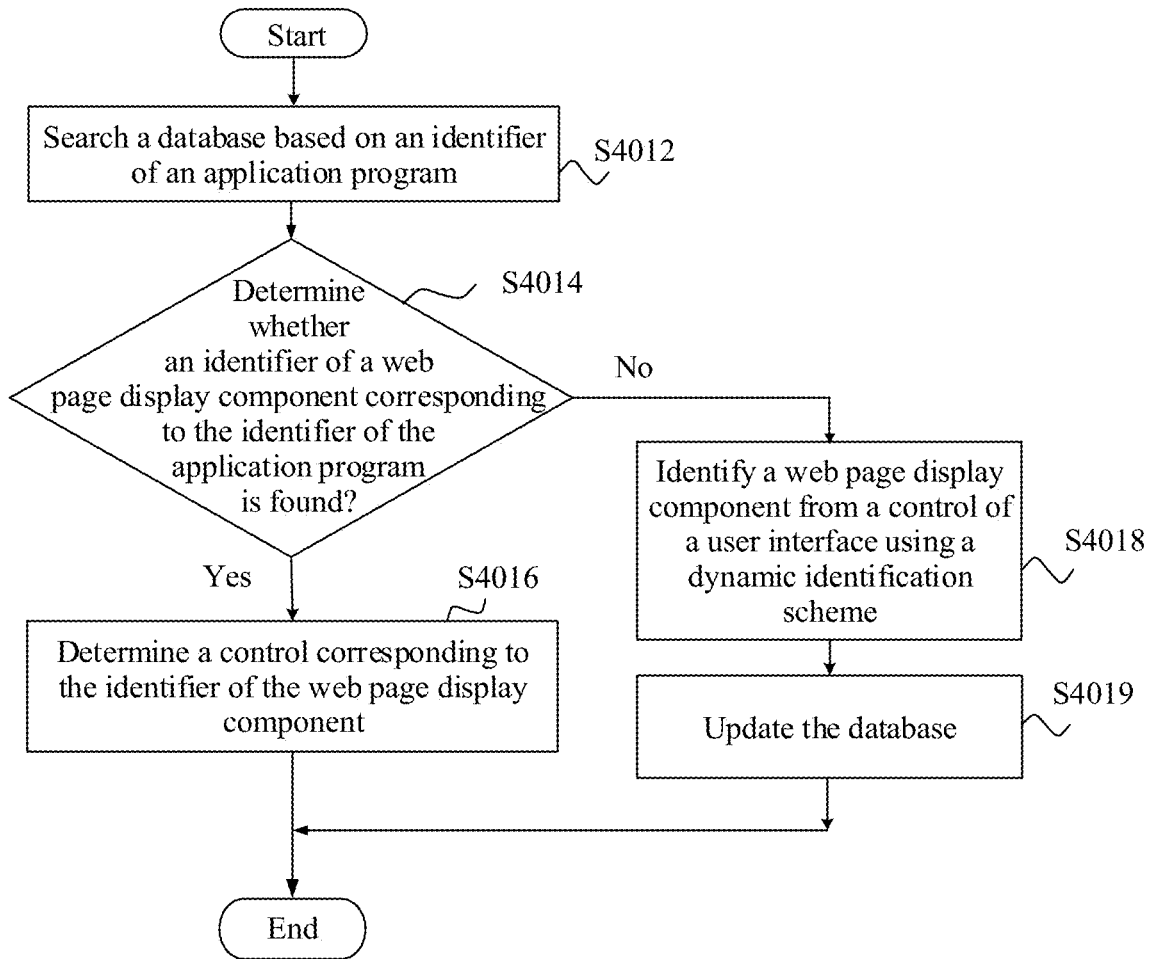 Start
Search a database based on an identifier
of an application program
S4012
S4014
Determine
whether
an identifier of a web
page display component corresponding
to the identifier of the
application program
is found?
No
Yes
S4016
Determine a control corresponding to
the identifier of the web page display
component
Identify a web page display
component from a control of
a user interface using a
dynamic identification
scheme
S4018
Update the database
S4019
End